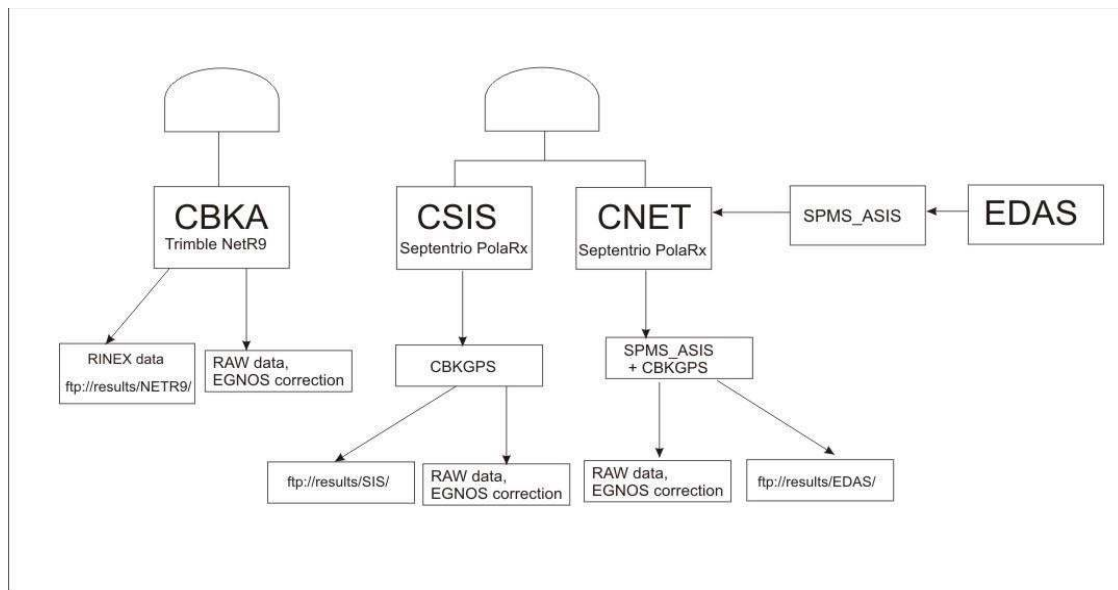 CBKA
Trimble NetR9
CSIS
Septentrio PolaRx
CNET
Septentrio PolaRx
SPMS_ASIS
EDAS
RINEX data
ftp://results/NETR9/
RAW data,
EGNOS correction
CBKGPS
SPMS_ASIS
+ CBKGPS
ftp://results/SIS/
RAW data,
EGNOS correction
RAW data,
EGNOS correction
ftp://results/EDAS/